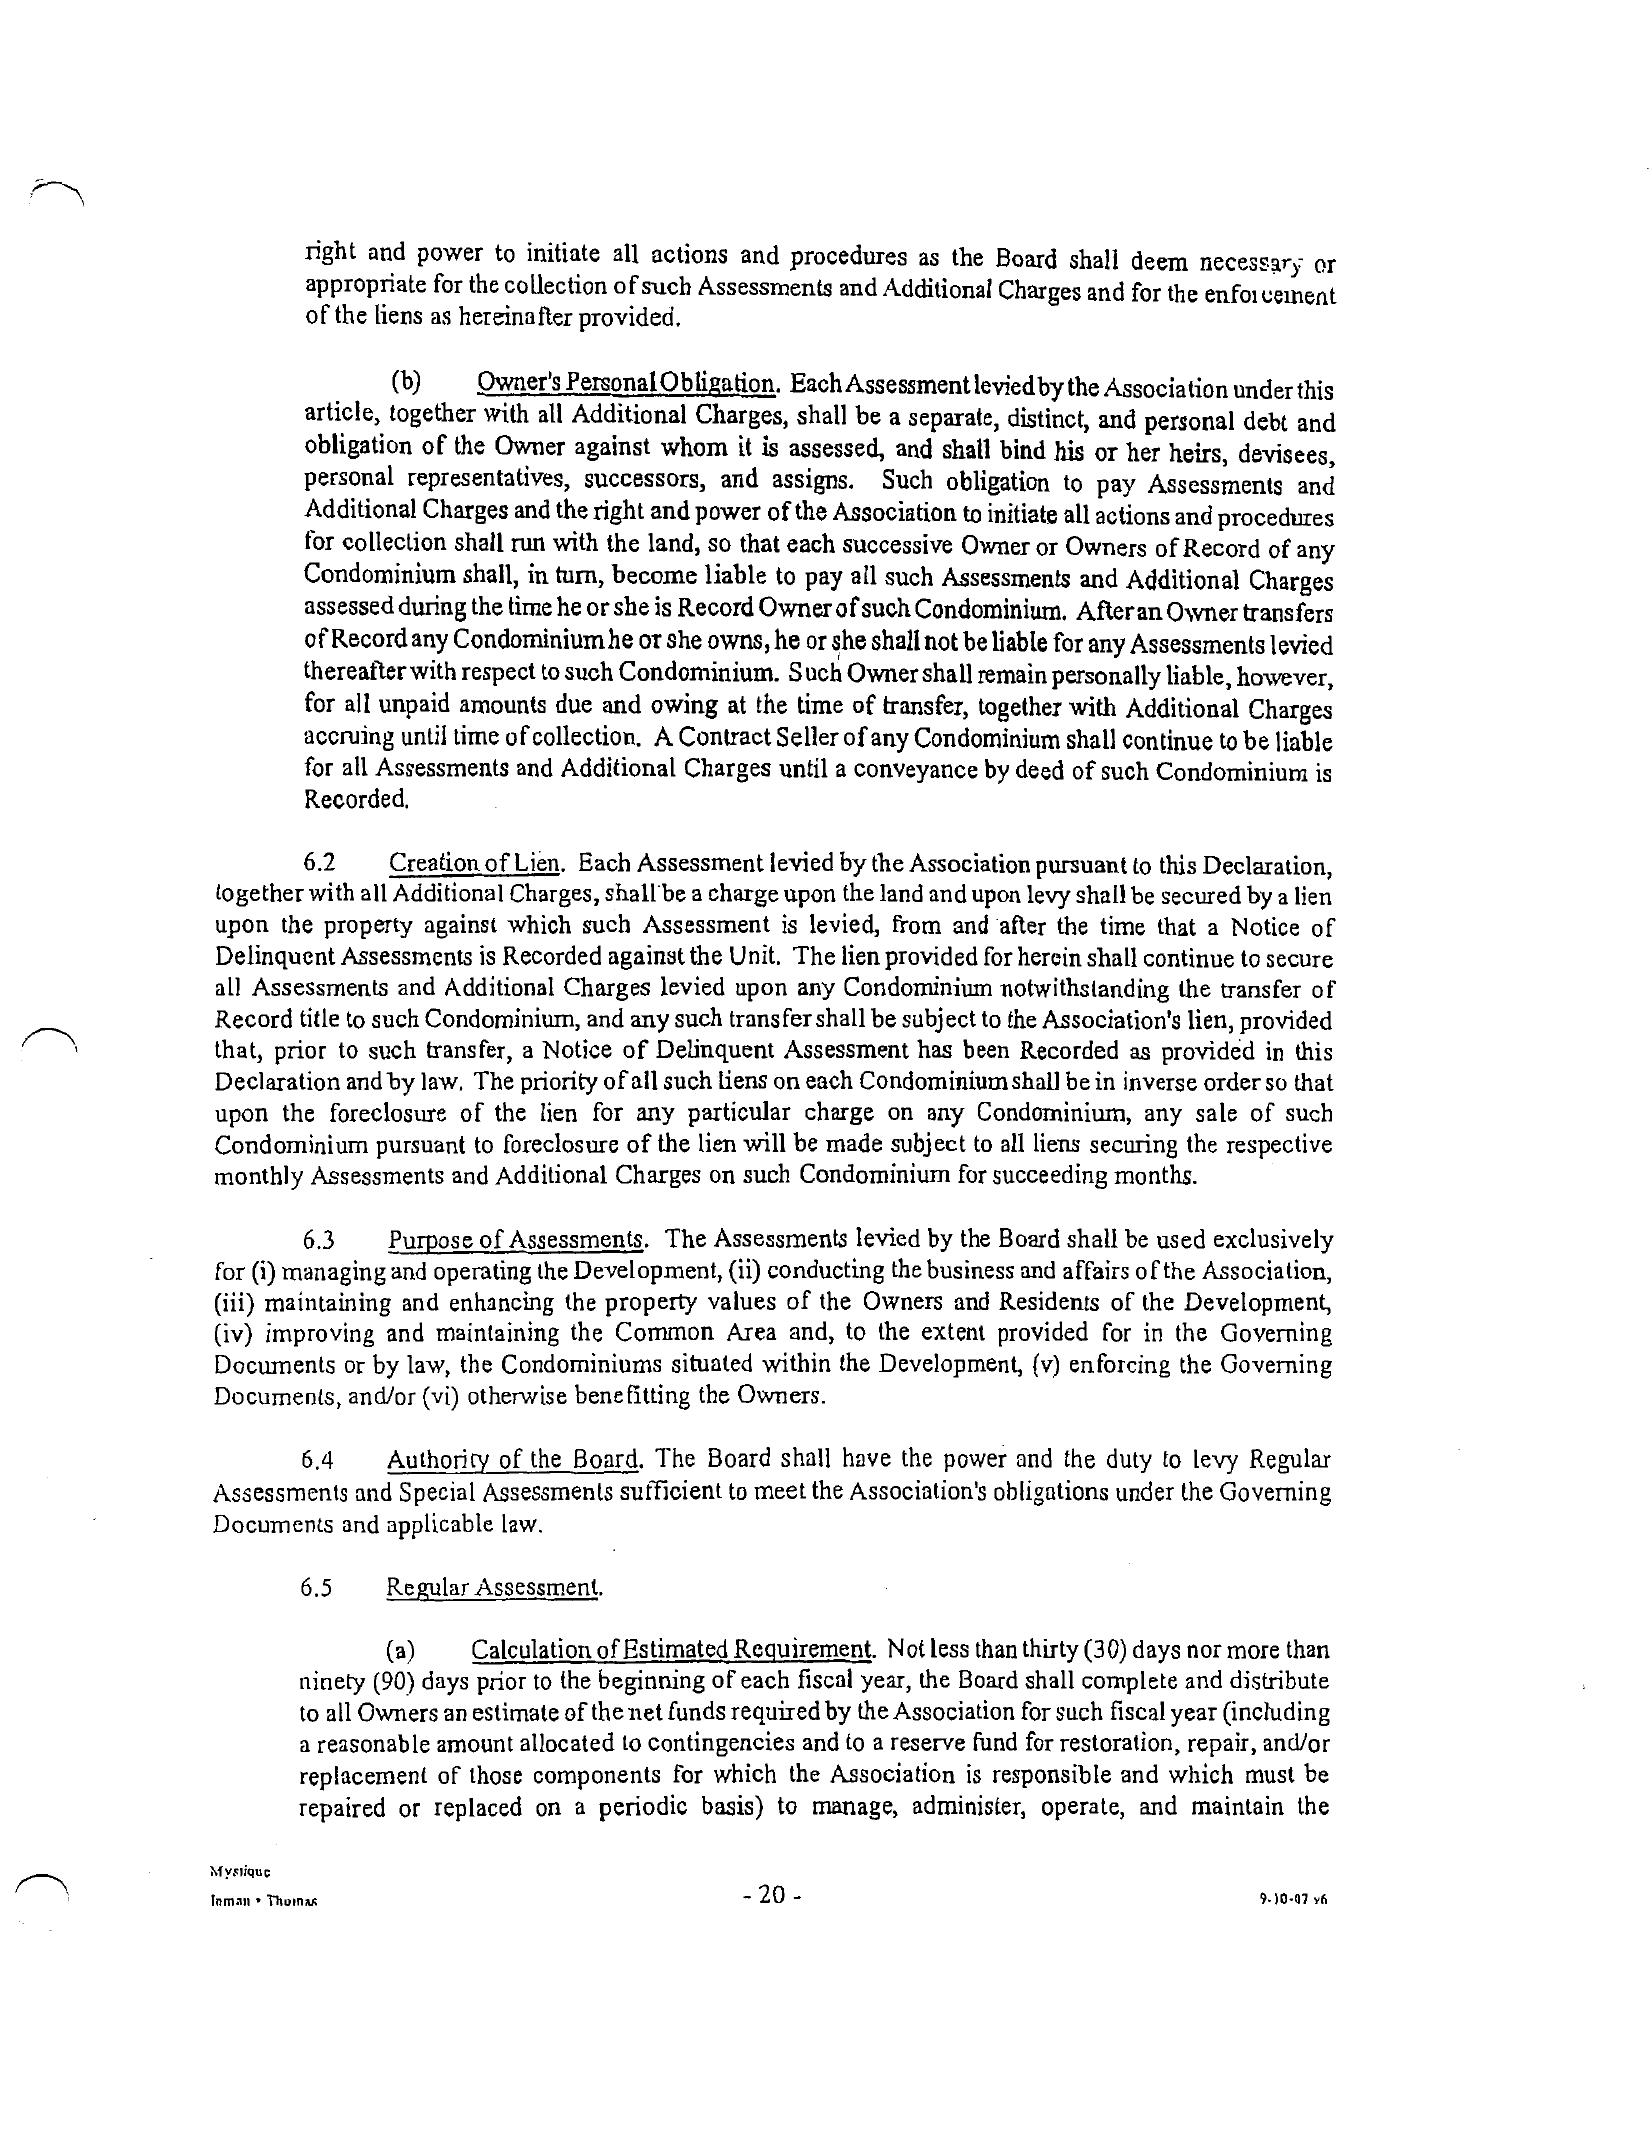 right and power to initiate all actions and procedures as the Board shall deem necessary or
appropriate for the collection of such Assessments and Additional Charges and for the enforcement
of the liens as hereinafter provided.
(b) Owner's Personal Obligation. Each Assessment levied by the Association under this
article, together with all Additional Charges, shall be a separate, distinct, and personal debt and
obligation of the Owner against whom it is assessed, and shall bind his or her heirs, devisees,
personal representatives, successors, and assigns. Such obligation to pay Assessments and
Additional Charges and the right and power of the Association to initiate all actions and procedures
for collection shall run with the land, so that each successive Owner or Owners of Record of any
Condominium shall, in turn, become liable to pay all such Assessments and Additional Charges
assessed during the time he or she is Record Owner of such Condominium. After an Owner transfers
of Record any Condominium he or she owns, he or she shall not be liable for any Assessments levied
thereafter with respect to such Condominium. Such Owner shall remain personally liable, however,
for all unpaid amounts due and owing at the time of transfer, together with Additional Charges
accruing until time of collection. A Contract Seller of any Condominium shall continue to be liable
for all Assessments and Additional Charges until a conveyance by deed of such Condominium is
Recorded.
6.2 Creation of Lien. Each Assessment levied by the Association pursuant to this Declaration,
together with all Additional Charges, shall be a charge upon the land and upon levy shall be secured by a lien
upon the property against which such Assessment is levied, from and after the time that a Notice of
Delinquent Assessments is Recorded against the Unit. The lien provided for herein shall continue to secure
all Assessments and Additional Charges levied upon any Condominium notwithstanding the transfer of
Record title to such Condominium, and any such transfer shall be subject to the Association's lien, provided
that, prior to such transfer, a Notice of Delinquent Assessment has been Recorded as provided in this
Declaration and by law. The priority of all such liens on each Condominium shall be in inverse order so that
upon the foreclosure of the lien for any particular charge on any Condominium, any sale of such
Condominium pursuant to foreclosure of the lien will be made subject to all liens securing the respective
monthly Assessments and Additional Charges on such Condominium for succeeding months.
6.3 Purpose of Assessments. The Assessments levied by the Board shall be used exclusively
for (i) managing and operating the Development, (ii) conducting the business and affairs of the Association,
(iii) maintaining and enhancing the property values of the Owners and Residents of the Development,
(iv) improving and maintaining the Common Area and, to the extent provided for in the Governing
Documents or by law, the Condominiums situated within the Development, (v) enforcing the Governing
Documents, and/or (vi) otherwise benefitting the Owners.
6.4 Authority of the Board. The Board shall have the power and the duty to levy Regular
Assessments and Special Assessments sufficient to meet the Association's obligations under the Governing
Documents and applicable law.
6.5 Regular Assessment.
(a) Calculation of Estimated Requirement. Not less than thirty (30) days nor more than
ninety (90) days prior to the beginning of each fiscal year, the Board shall complete and distribute
to all Owners an estimate of the net funds required by the Association for such fiscal year (including
a reasonable amount allocated to contingencies and to a reserve fund for restoration, repair, and/or
replacement of those components for which the Association is responsible and which must be
repaired or replaced on a periodic basis) to manage, administer, operate, and maintain the
Mystique
Inman • Thomas
- 20 -
9-10-07 v6